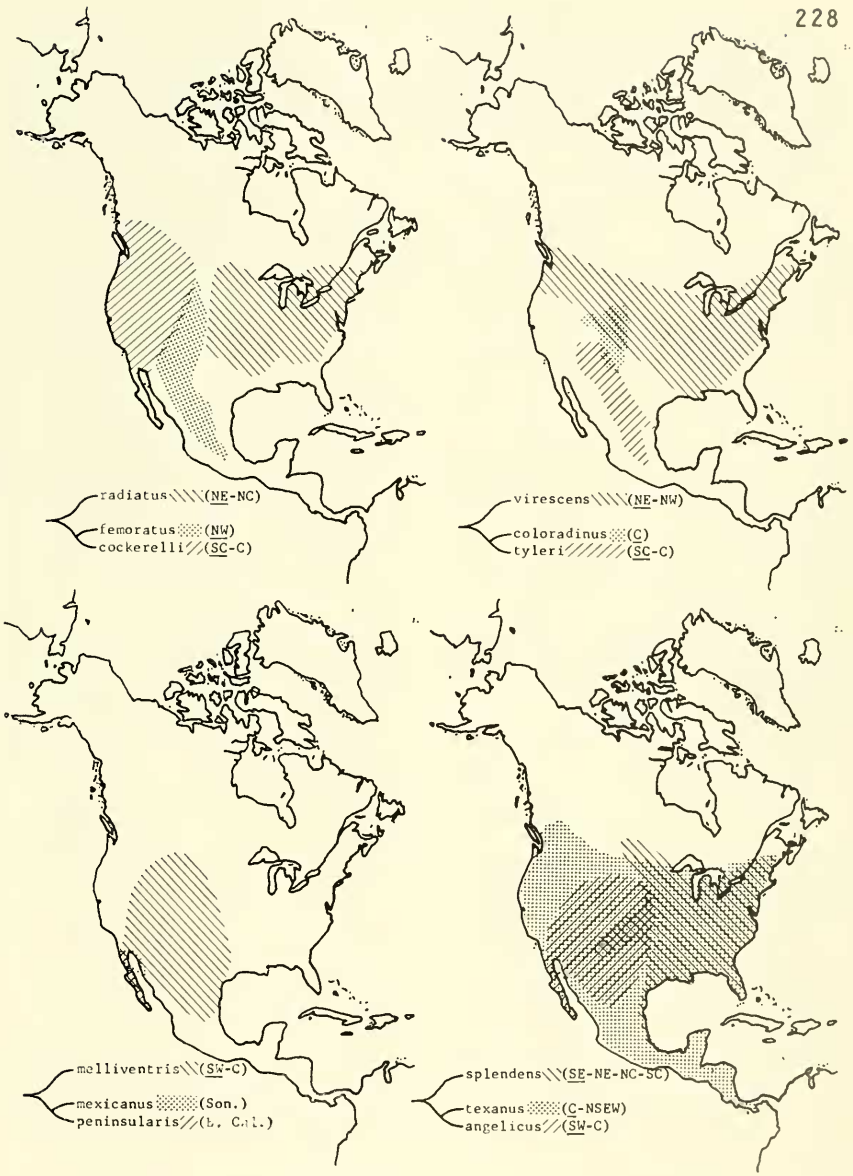 228
radiatus (NE-NC)
femoratus (NW)
cockerelli (SC-C)
virescens (NE-NW)
coloradinus (C)
tyleri (SC-C)
melliventris (SW-C)
mexicanus (Son.)
peninsularis
splendens (SE-NE-NC-SC)
texanus (C-NSEW)
angelicus (SW-C)